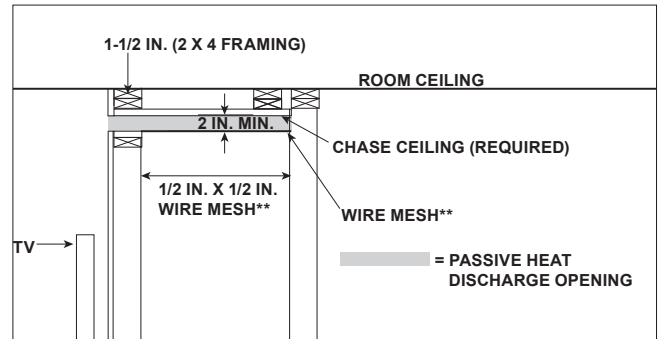 1-1/2 IN. (2 X 4 FRAMING)
ROOM CEILING
2 IN. MIN.
CHASE CEILING (REQUIRED)
1/2 IN. X 1/2 IN.
WIRE MESH**
WIRE MESH**
TV
= PASSIVE HEAT
DISCHARGE OPENING